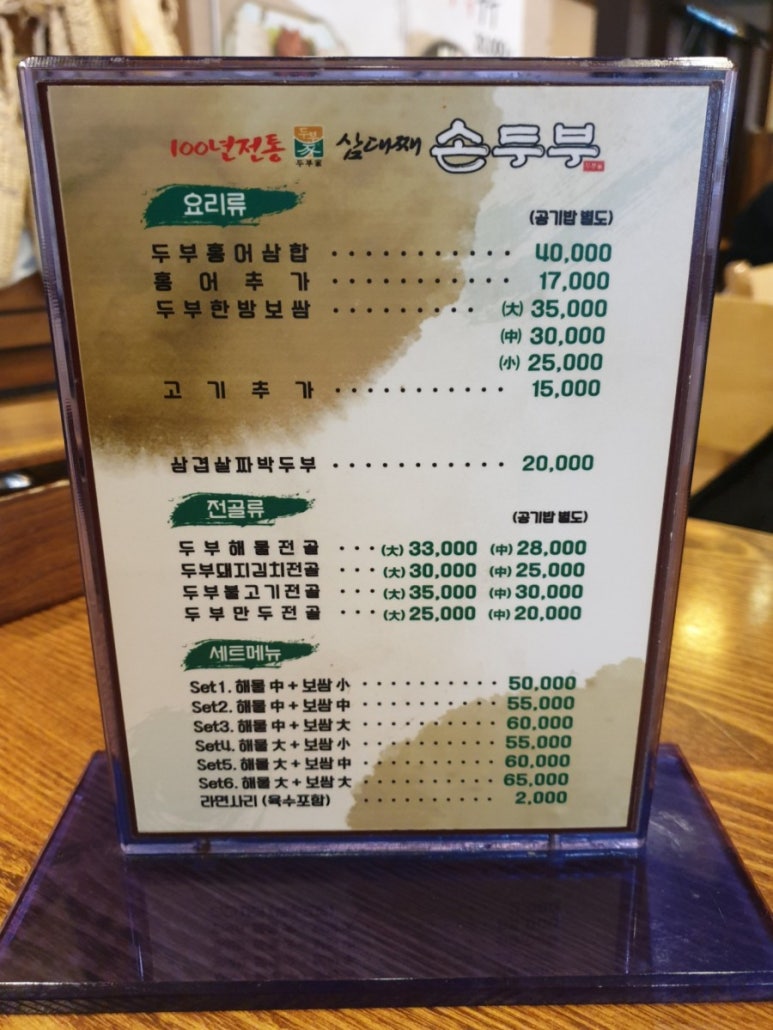 100년전통 두부家 삼대째 손두부
요리류
(공기밥 별도)
두부홍어삼합 ··········· 40,000
홍어추가 ··········· 17,000
두부한방보쌈 ········· (大) 35,000
(中) 30,000
(小) 25,000
고기추가 ··········· 15,000
삼겹살파박두부 ··········· 20,000
전골류
(공기밥 별도)
두부해물전골 ··· (大) 33,000 (中) 28,000
두부돼지김치전골 ··· (大) 30,000 (中) 25,000
두부불고기전골 ··· (大) 35,000 (中) 30,000
두부만두전골 ··· (大) 25,000 (中) 20,000
세트메뉴
Set1. 해물 中 + 보쌈 小 ·········· 50,000
Set2. 해물 中 + 보쌈 中 ·········· 55,000
Set3. 해물 中 + 보쌈 大 ·········· 60,000
Set4. 해물 大 + 보쌈 小 ·········· 55,000
Set5. 해물 大 + 보쌈 中 ·········· 60,000
Set6. 해물 大 + 보쌈 大 ·········· 65,000
라면사리 (육수포함) ·········· 2,000